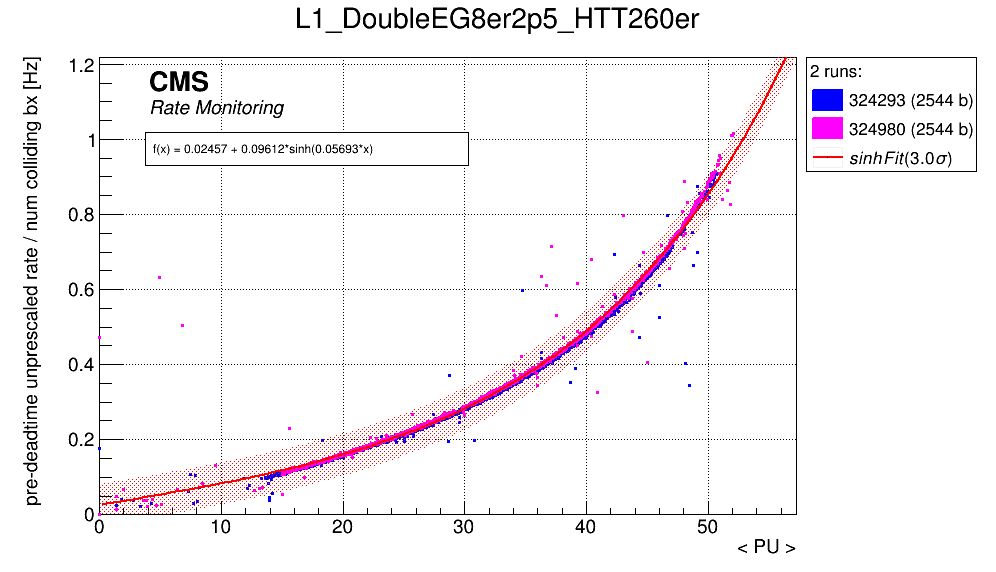 L1_DoubleEG8er2p5_HTT260er
pre-deadtime unprescaled rate / num colliding bx [Hz]
1.2
1
0.8
0.6
0.4
0.2
0
CMS
Rate Monitoring
f(x) = 0.02457 + 0.09612*sinh(0.05693*x)
0 10 20 30 40 50
< PU >
2 runs:
324293 (2544 b)
324980 (2544 b)
sinhFit(3.0σ)